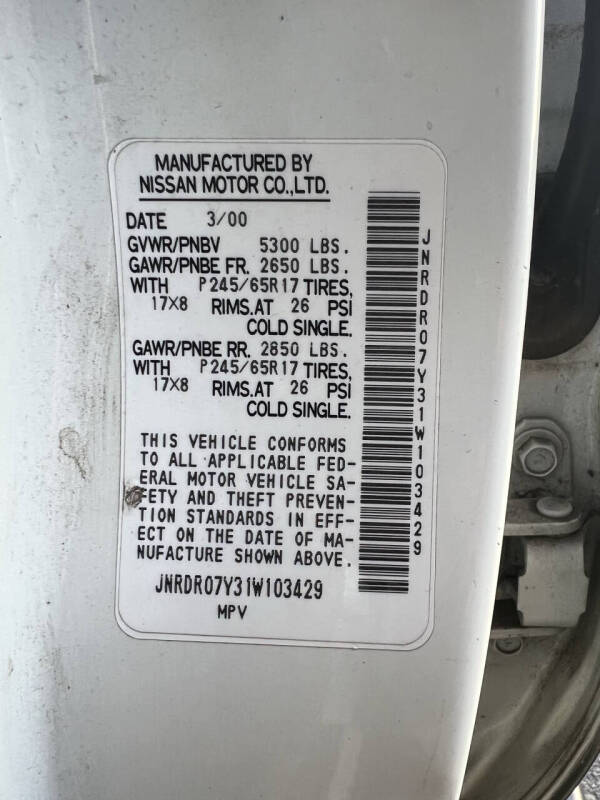 MANUFACTURED BY
NISSAN MOTOR CO.,LTD.
DATE 3/00
GVWR/PNBV 5300 LBS.
GAWR/PNBE FR. 2650 LBS.
WITH P245/65R17 TIRES,
17X8 RIMS.AT 26 PSI
COLD SINGLE.
GAWR/PNBE RR. 2850 LBS.
WITH P245/65R17 TIRES,
17X8 RIMS.AT 26 PSI
COLD SINGLE.
THIS VEHICLE CONFORMS
TO ALL APPLICABLE FED-
ERAL MOTOR VEHICLE SA-
FETY AND THEFT PREVEN-
TION STANDARDS IN EFF-
ECT ON THE DATE OF MA-
NUFACTURE SHOWN ABOVE.
JNRDR07Y31W103429
MPV
JNRDR07Y31W103429